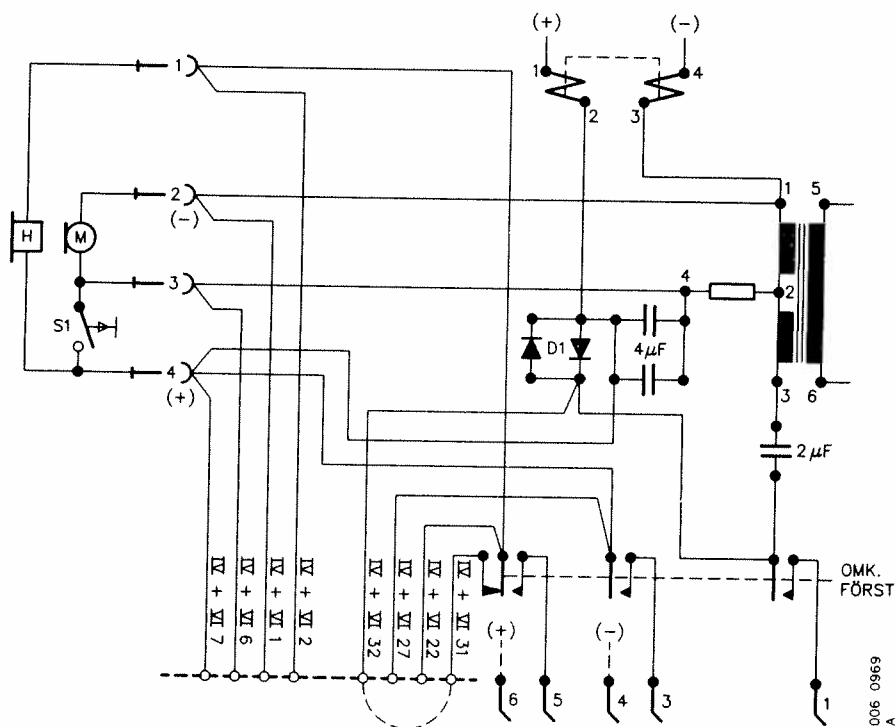 (+)
(-)
1
2
3
4
1
2
(-)
3
4
(+)
H
M
S1
D1
4µF
4
1
5
2
3
6
2µF
IV + VI 7
IV + VI 6
IV + VI 1
IV + VI 2
IV + VI 32
IV + VI 27
IV + VI 22
IV + VI 31
OMK.
FÖRST
(+)
(-)
6
5
4
3
1
006 0969
A